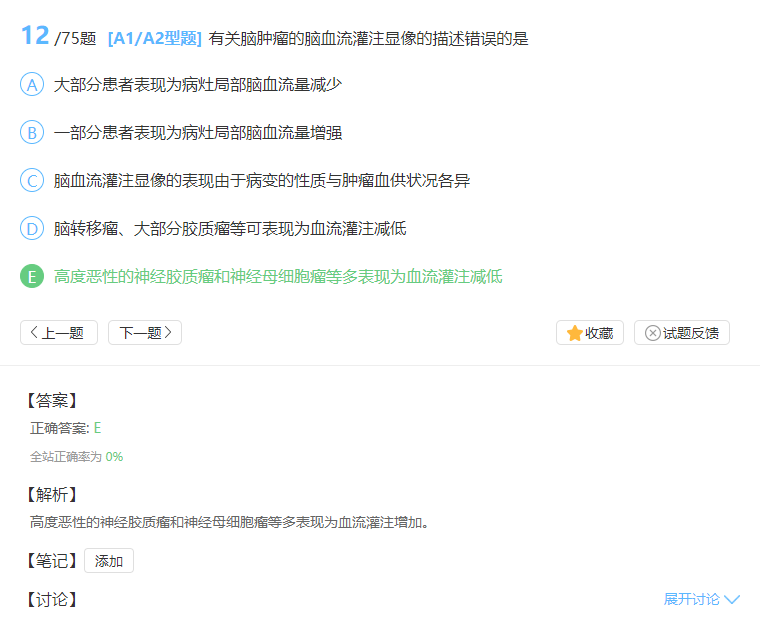 12 /75题 [A1/A2型题] 有关脑肿瘤的脑血流灌注显像的描述错误的是
A 大部分患者表现为病灶局部脑血流量减少
B 一部分患者表现为病灶局部脑血流量增强
C 脑血流灌注显像的表现由于病变的性质与肿瘤血供状况各异
D 脑转移瘤、大部分胶质瘤等可表现为血流灌注减低
E 高度恶性的神经胶质瘤和神经母细胞瘤等多表现为血流灌注减低
上一题 下一题 收藏 试题反馈
【答案】
正确答案: E
全站正确率为 0%
【解析】
高度恶性的神经胶质瘤和神经母细胞瘤等多表现为血流灌注增加。
【笔记】 添加
【讨论】 展开讨论